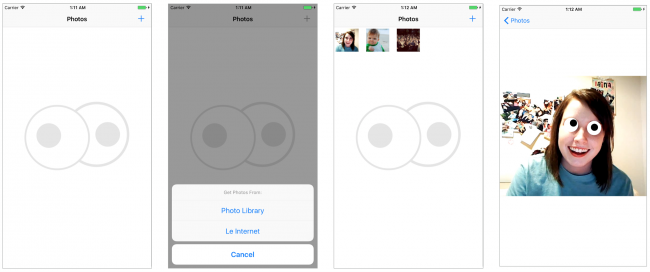 Carrier 1:11 AM
Photos +
Carrier 1:11 AM
Photos +
Get Photos From:
Photo Library
Le Internet
Cancel
Carrier 1:12 AM
Photos +
Carrier 1:12 AM
Photos